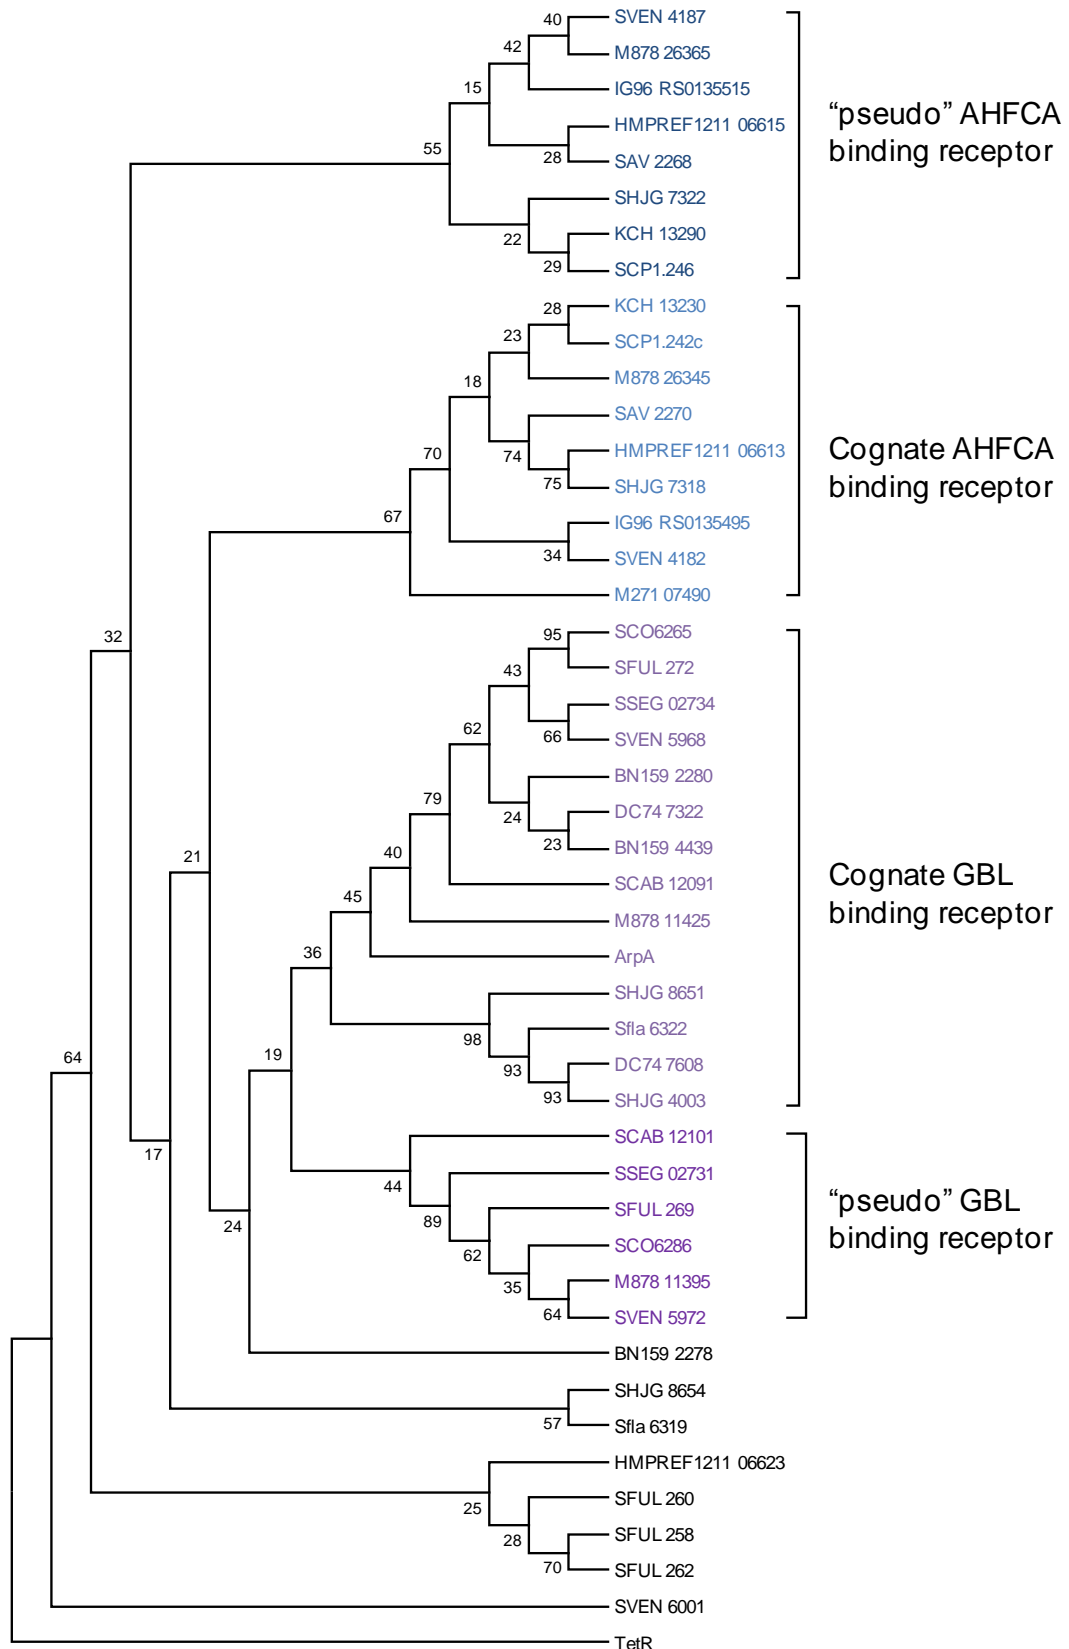 SVEN 4187
40
M878 26365
42
IG96 RS0135515
15
HMPREF1211 06615
28
SAV 2268
55
SHJG 7322
22
KCH 13290
29
SCP1.246
“pseudo” AHFCA
binding receptor
KCH 13230
28
SCP1.242c
23
M878 26345
18
SAV 2270
74
HMPREF1211 06613
75
SHJG 7318
70
IG96 RS0135495
34
SVEN 4182
67
M271 07490
Cognate AHFCA
binding receptor
32
SCO6265
95
SFUL 272
43
SSEG 02734
66
SVEN 5968
62
BN159 2280
24
DC74 7322
23
BN159 4439
79
SCAB 12091
40
M878 11425
45
ArpA
36
SHJG 8651
98
Sfla 6322
93
DC74 7608
93
SHJG 4003
Cognate GBL
binding receptor
21
19
64
17
SCAB 12101
44
SSEG 02731
89
SFUL 269
62
SCO6286
35
M878 11395
64
SVEN 5972
“pseudo” GBL
binding receptor
24
BN159 2278
SHJG 8654
57
Sfla 6319
HMPREF1211 06623
25
SFUL 260
28
SFUL 258
70
SFUL 262
SVEN 6001
TetR